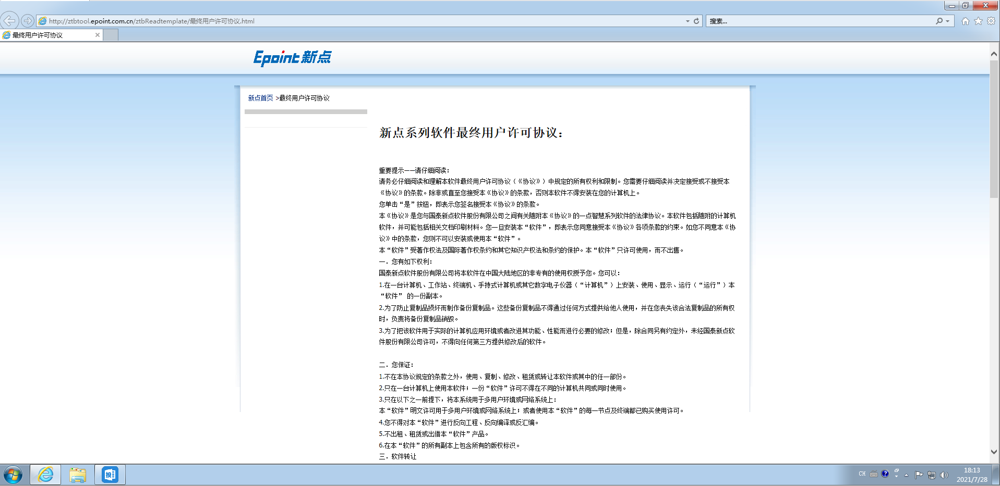 http://ztbtool.epoint.com.cn/ztbReadtemplate/最终用户许可协议.html
搜索...
最终用户许可协议
Epoint新点
新点首页 >最终用户许可协议
新点系列软件最终用户许可协议：
重要提示——请仔细阅读：
请务必仔细阅读和理解本软件最终用户许可协议（《协议》）中规定的所有权利和限制。您需要仔细阅读并决定接受或不接受本
《协议》的条款。除非或直至您接受本《协议》的条款，否则本软件不得安装在您的计算机上。
您单击“是”按钮，即表示您签名接受本《协议》的条款。
本《协议》是您与国泰新点软件股份有限公司之间有关随附本《协议》的一点智慧系列软件的法律协议。本软件包括随附的计算机
软件，并可能包括相关文档印刷材料。您一旦安装本“软件”，即表示您同意接受本《协议》各项条款的约束。如您不同意本《协
议》中的条款，您则不可以安装或使用本“软件”。
本“软件”受著作权法及国际著作权条约和其它知识产权法和条约的保护。本“软件”只许可使用，而不出售。
一．您有如下权利：
国泰新点软件股份有限公司将本软件在中国大陆地区的非专有的使用权授予您。您可以：
1.在一台计算机、工作站、终端机、手持式计算机或其它数字电子仪器（“计算机”）上安装、使用、显示、运行（“运行”）本
“软件” 的一份副本。
2.为了防止复制品损坏而制作备份复制品。这些备份复制品不得通过任何方式提供给他人使用，并在您丧失该合法复制品的所有权
时，负责将备份复制品销毁。
3.为了把该软件用于实际的计算机应用环境或者改进其功能、性能而进行必要的修改；但是，除合同另有约定外，未经国泰新点软
件股份有限公司许可，不得向任何第三方提供修改后的软件。
二．您保证：
1.不在本协议规定的条款之外，使用、复制、修改、租赁或转让本软件或其中的任一部份。
2.只在一台计算机上使用本软件；一份“软件”许可不得在不同的计算机共同或同时使用。
3.只在以下之一前提下，将本系统用于多用户环境或网络系统上：
本“软件”明文许可用于多用户环境或网络系统上；或者使用本“软件”的每一节点及终端都已购买使用许可。
4.您不得对本“软件”进行反向工程、反向编译或反汇编。
5.不出租、租赁或出借本“软件”产品。
6.在本“软件”的所有副本上包含所有的版权标识。
三．软件转让
投
CH
18:13
2021/7/28